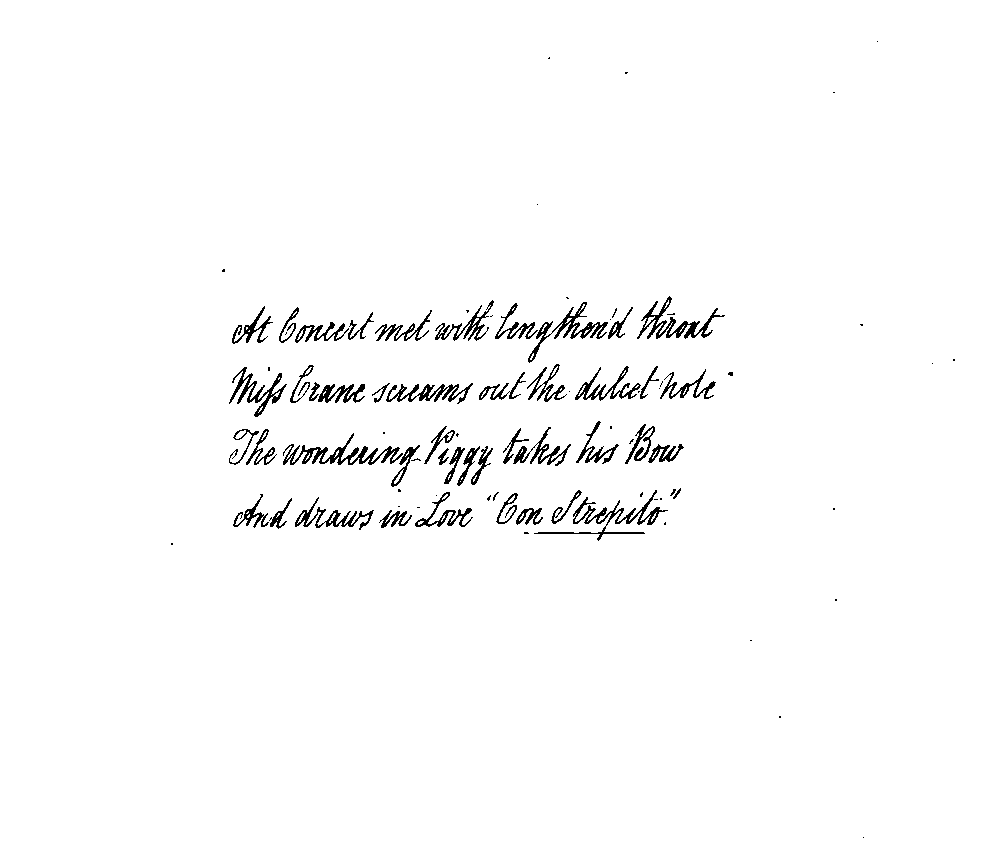 At Concert met with lengthen'd throat
Miſs Crane screams out the dulcet note
The wondering Piggy takes his Bow
And draws in Love "Con Strepito."